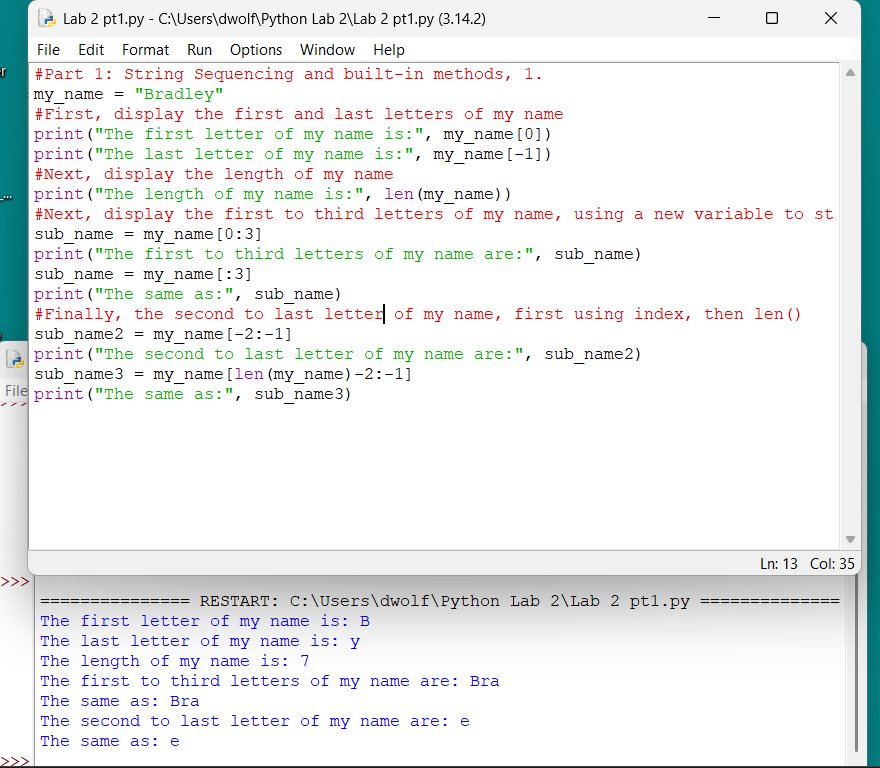 Lab 2 pt1.py - C:\Users\dwolf\Python Lab 2\Lab 2 pt1.py (3.14.2)
File Edit Format Run Options Window Help
#Part 1: String Sequencing and built-in methods, 1.
my_name = "Bradley"
#First, display the first and last letters of my name
print("The first letter of my name is:", my_name[0])
print("The last letter of my name is:", my_name[-1])
#Next, display the length of my name
print("The length of my name is:", len(my_name))
#Next, display the first to third letters of my name, using a new variable to st
sub_name = my_name[0:3]
print("The first to third letters of my name are:", sub_name)
sub_name = my_name[:3]
print("The same as:", sub_name)
#Finally, the second to last letter of my name, first using index, then len()
sub_name2 = my_name[-2:-1]
print("The second to last letter of my name are:", sub_name2)
sub_name3 = my_name[len(my_name)-2:-1]
print("The same as:", sub_name3)
File
Ln: 13 Col: 35
>>>
=============== RESTART: C:\Users\dwolf\Python Lab 2\Lab 2 pt1.py ==============
The first letter of my name is: B
The last letter of my name is: y
The length of my name is: 7
The first to third letters of my name are: Bra
The same as: Bra
The second to last letter of my name are: e
The same as: e
>>>